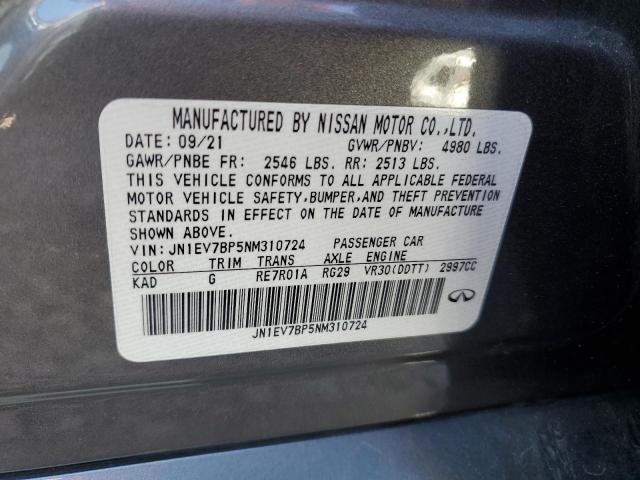 MANUFACTURED BY NISSAN MOTOR CO.,LTD.
DATE: 09/21 GVWR/PNBV: 4980 LBS.
GAWR/PNBE FR: 2546 LBS. RR: 2513 LBS.
THIS VEHICLE CONFORMS TO ALL APPLICABLE FEDERAL
MOTOR VEHICLE SAFETY,BUMPER,AND THEFT PREVENTION
STANDARDS IN EFFECT ON THE DATE OF MANUFACTURE
SHOWN ABOVE.
VIN: JN1EV7BP5NM310724 PASSENGER CAR
COLOR TRIM TRANS AXLE ENGINE
KAD G RE7R01A RG29 VR30(DDTT) 2997CC
JN1EV7BP5NM310724